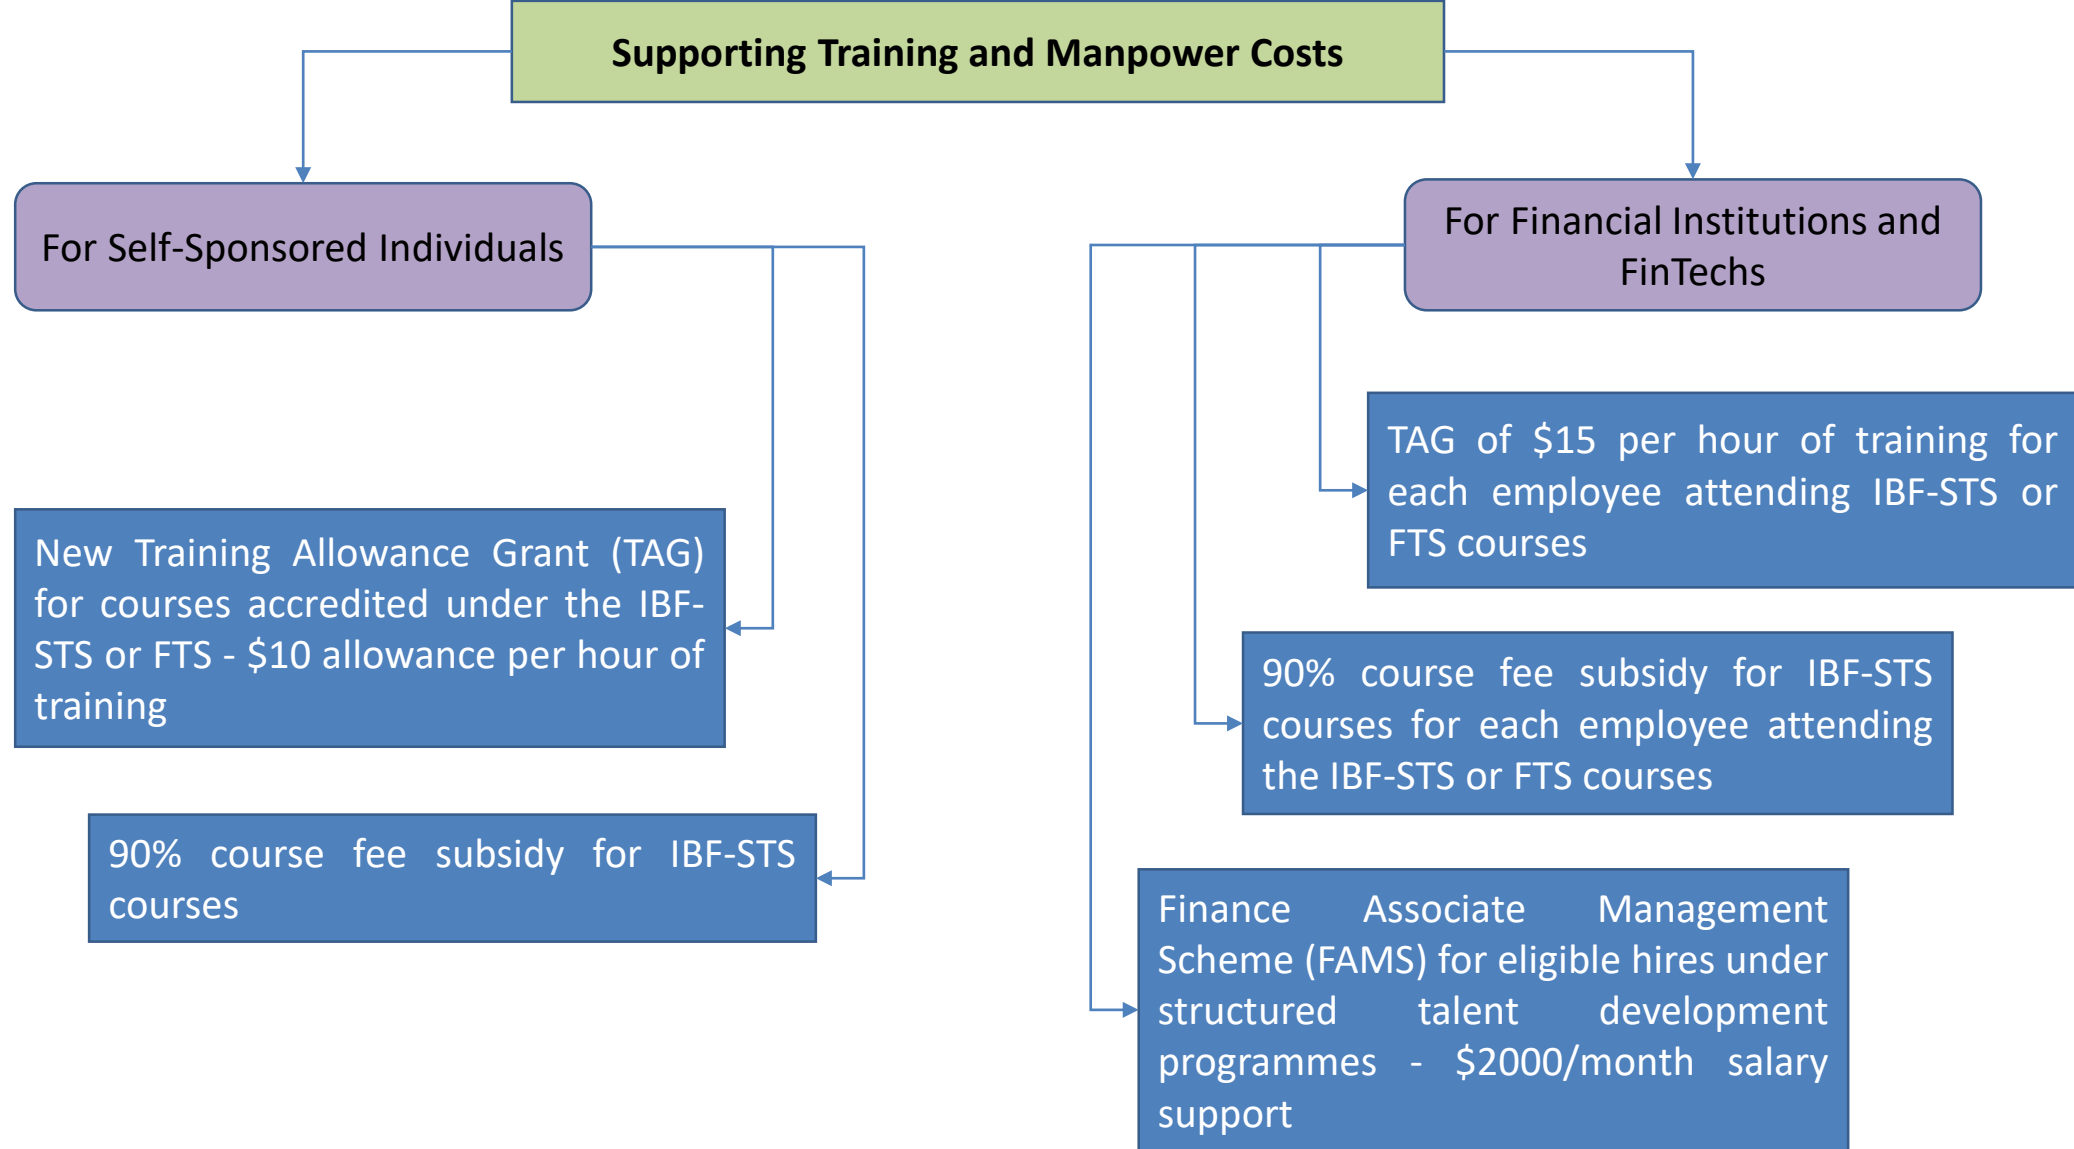 Supporting Training and Manpower Costs
For Self-Sponsored Individuals
New Training Allowance Grant (TAG)
for courses accredited under the IBF-
STS or FTS - $10 allowance per hour of
training
90% course fee subsidy for IBF-STS
courses
For Financial Institutions and
FinTechs
TAG of $15 per hour of training for
each employee attending IBF-STS or
FTS courses
90% course fee subsidy for IBF-STS
courses for each employee attending
the IBF-STS or FTS courses
Finance Associate Management
Scheme (FAMS) for eligible hires under
structured talent development
programmes - $2000/month salary
support